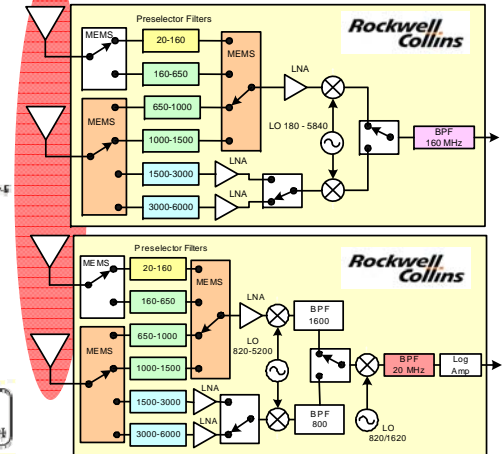 Preselector Filters
Rockwell
Collins
MEMS
20-160
MEMS
160-650
LNA
650-1000
MEMS
LO 180 - 5840
1000-1500
BPF
160 MHz
LNA
1500-3000
LNA
3000-6000
Preselector Filters
Rockwell
Collins
MEMS
20-160
MEMS
160-650
LNA
BPF
1600
650-1000
LO
820-5200
MEMS
1000-1500
BPF
20 MHz
Log
Amp
LNA
1500-3000
LNA
BPF
800
3000-6000
LO
820/1620